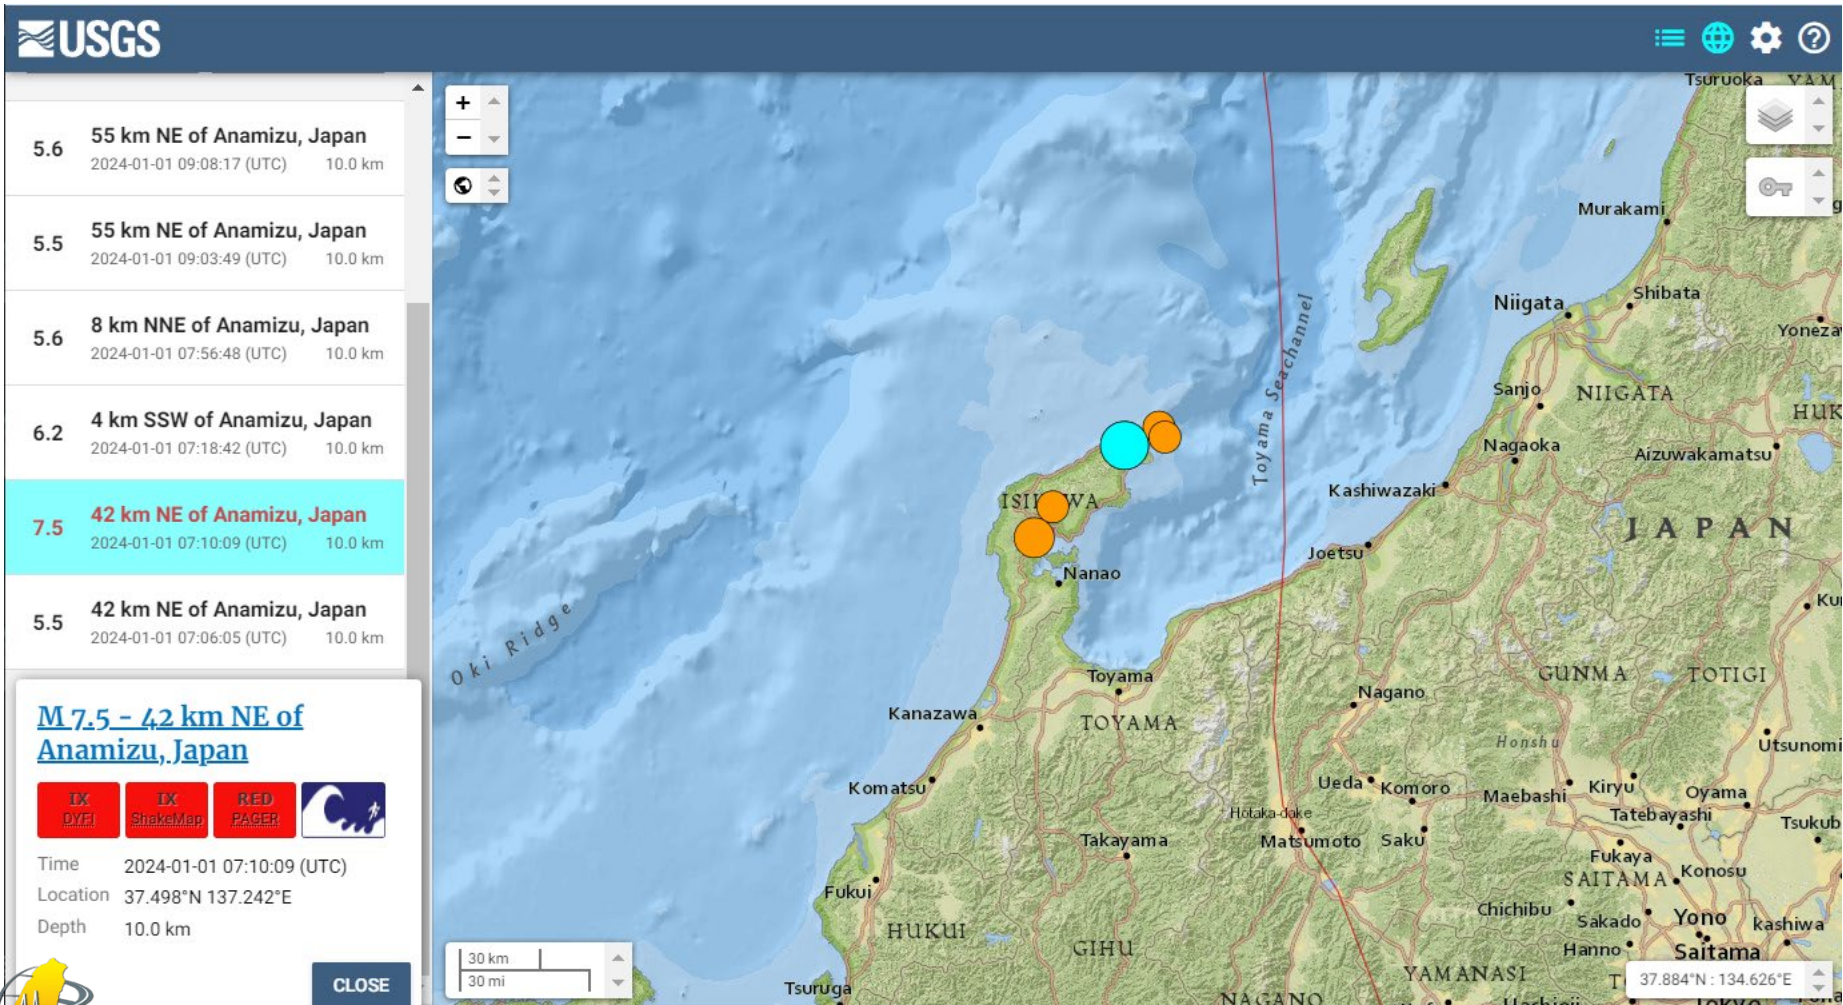 USGS
5.6
55 km NE of Anamizu, Japan
2024-01-01 09:08:17 (UTC) 10.0 km
5.5
55 km NE of Anamizu, Japan
2024-01-01 09:03:49 (UTC) 10.0 km
5.6
8 km NNE of Anamizu, Japan
2024-01-01 07:56:48 (UTC) 10.0 km
6.2
4 km SSW of Anamizu, Japan
2024-01-01 07:18:42 (UTC) 10.0 km
7.5
42 km NE of Anamizu, Japan
2024-01-01 07:10:09 (UTC) 10.0 km
5.5
42 km NE of Anamizu, Japan
2024-01-01 07:06:05 (UTC) 10.0 km
M 7.5 - 42 km NE of
Anamizu, Japan
IX
DYFI
IX
ShakeMap
RED
PAGER
Time 2024-01-01 07:10:09 (UTC)
Location 37.498°N 137.242°E
Depth 10.0 km
CLOSE
+
−
Tsuruoka YAM
Murakami
Shibata
Niigata
Yoneza
Toyama Seachannel
Sanjo
NIIGATA
HUK
Nagaoka
Aizuwakamatsu
Kashiwazaki
JAPAN
Joetsu
Nanao
Oki Ridge
Toyama
GUNMA
TOTIGI
Kanazawa
TOYAMA
Nagano
Honshu
Utsunomi
Komatsu
Ueda
Komoro
Maebashi
Kiryu
Oyama
Hotaka-dake
Matsumoto
Saku
Tatebayashi
Tsukub
Takayama
Fukaya
Konosu
SAITAMA
Fukui
Chichibu
Sakado
Yono
kashiwa
HUKUI
GIHU
Hanno
Saitama
YAMANASI
Tsuruga
NAGANO
30 km
30 mi
37.884°N : 134.626°E